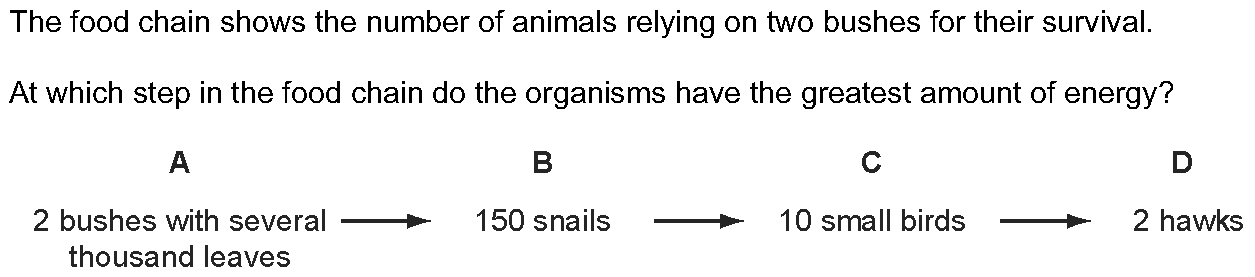 The food chain shows the number of animals relying on two bushes for their survival.
At which step in the food chain do the organisms have the greatest amount of energy?
A B C D
2 bushes with several 150 snails 10 small birds 2 hawks
thousand leaves